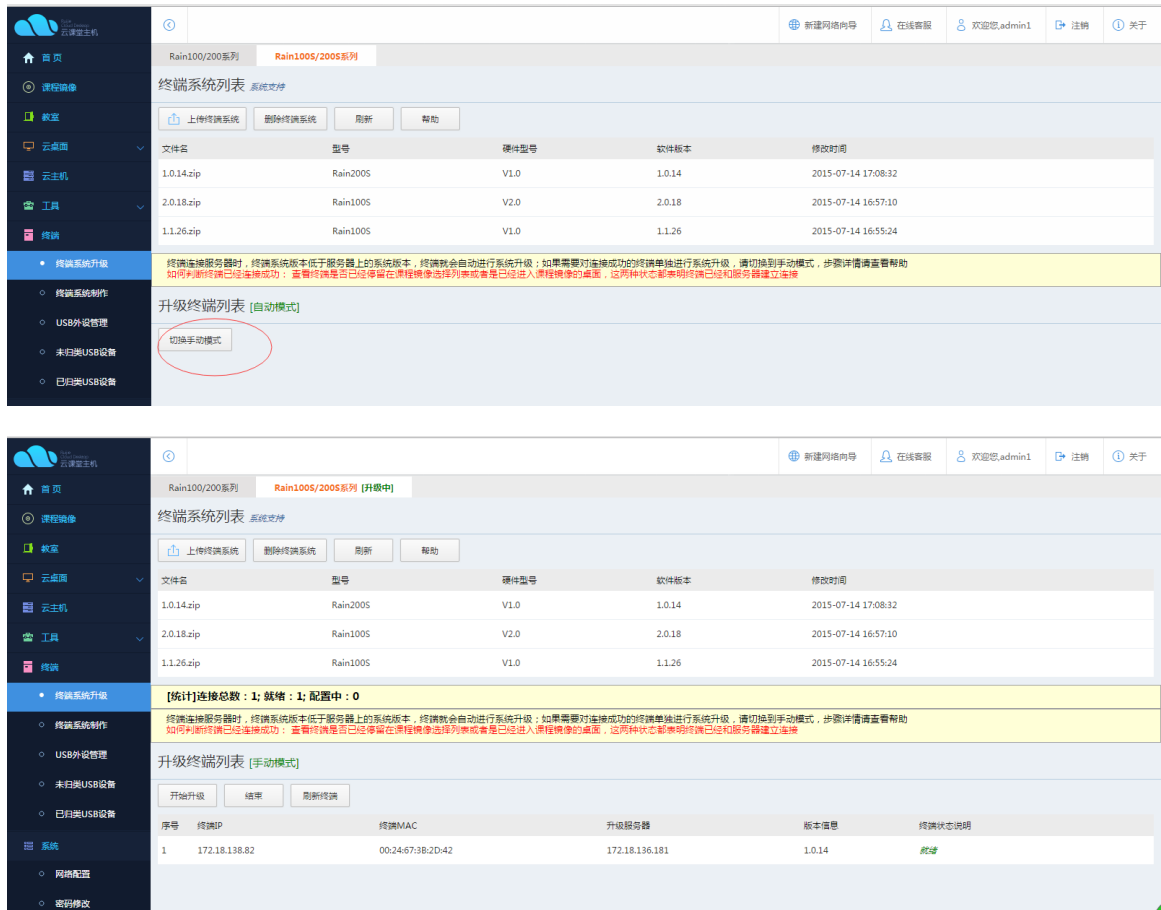 云课堂主机
新建网络向导 在线客服 欢迎您,admin1 注销 关于
首页
课程镜像
教室
云桌面
云主机
工具
终端
终端系统升级
终端系统制作
USB外设管理
未归类USB设备
已归类USB设备
Rain100/200系列 Rain100S/200S系列
终端系统列表 系统支持
上传终端系统 删除终端系统 刷新 帮助
文件名 型号 硬件型号 软件版本 修改时间
1.0.14.zip Rain200S V1.0 1.0.14 2015-07-14 17:08:32
2.0.18.zip Rain100S V2.0 2.0.18 2015-07-14 16:57:10
1.1.26.zip Rain100S V1.0 1.1.26 2015-07-14 16:55:24
终端连接服务器时，终端系统版本低于服务器上的系统版本，终端就会自动进行系统升级；如果需要对连接成功的终端单独进行系统升级，请切换到手动模式，步骤详情请查看帮助
如何判断终端已经连接成功： 查看终端是否已经停留在课程镜像选择列表或者是已经进入课程镜像的桌面，这两种状态都表明终端已经和服务器建立连接
升级终端列表 [自动模式]
切换手动模式
云课堂主机
新建网络向导 在线客服 欢迎您,admin1 注销 关于
首页
课程镜像
教室
云桌面
云主机
工具
终端
终端系统升级
终端系统制作
USB外设管理
未归类USB设备
已归类USB设备
系统
网络配置
密码修改
Rain100/200系列 Rain100S/200S系列 [升级中]
终端系统列表 系统支持
上传终端系统 删除终端系统 刷新 帮助
文件名 型号 硬件型号 软件版本 修改时间
1.0.14.zip Rain200S V1.0 1.0.14 2015-07-14 17:08:32
2.0.18.zip Rain100S V2.0 2.0.18 2015-07-14 16:57:10
1.1.26.zip Rain100S V1.0 1.1.26 2015-07-14 16:55:24
[统计]连接总数：1; 就绪：1; 配置中：0
终端连接服务器时，终端系统版本低于服务器上的系统版本，终端就会自动进行系统升级；如果需要对连接成功的终端单独进行系统升级，请切换到手动模式，步骤详情请查看帮助
如何判断终端已经连接成功： 查看终端是否已经停留在课程镜像选择列表或者是已经进入课程镜像的桌面，这两种状态都表明终端已经和服务器建立连接
升级终端列表 [手动模式]
开始升级 结束 刷新终端
序号 终端IP 终端MAC 升级服务器 版本信息 终端状态说明
1 172.18.138.82 00:24:67:3B:2D:42 172.18.136.181 1.0.14 就绪